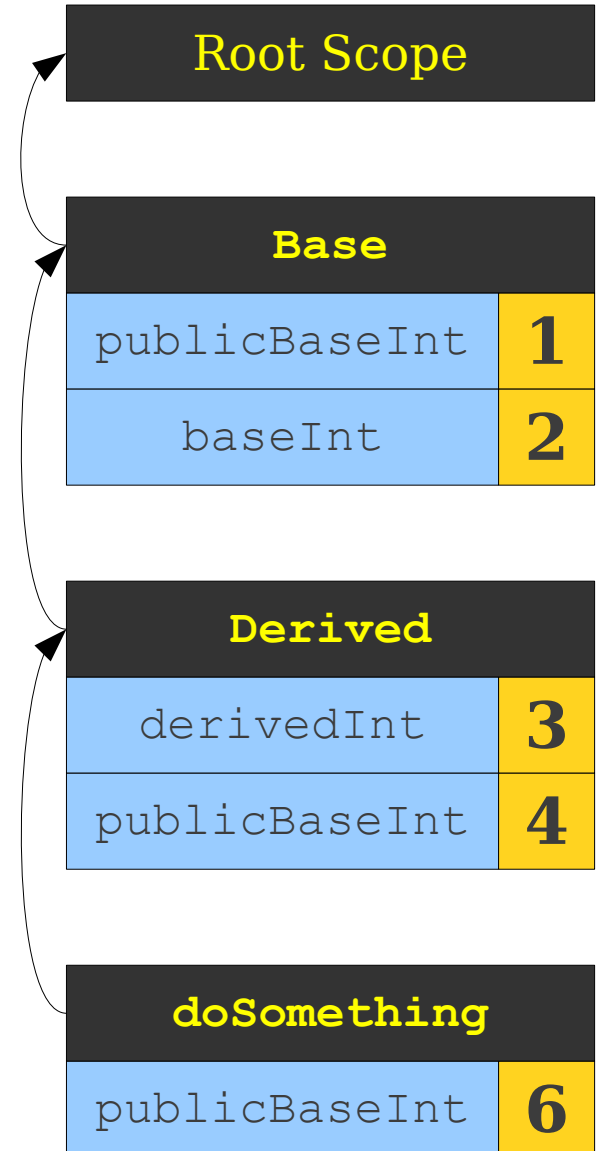 Root Scope
Base
publicBaseInt 1
baseInt 2
Derived
derivedInt 3
publicBaseInt 4
doSomething
publicBaseInt 6